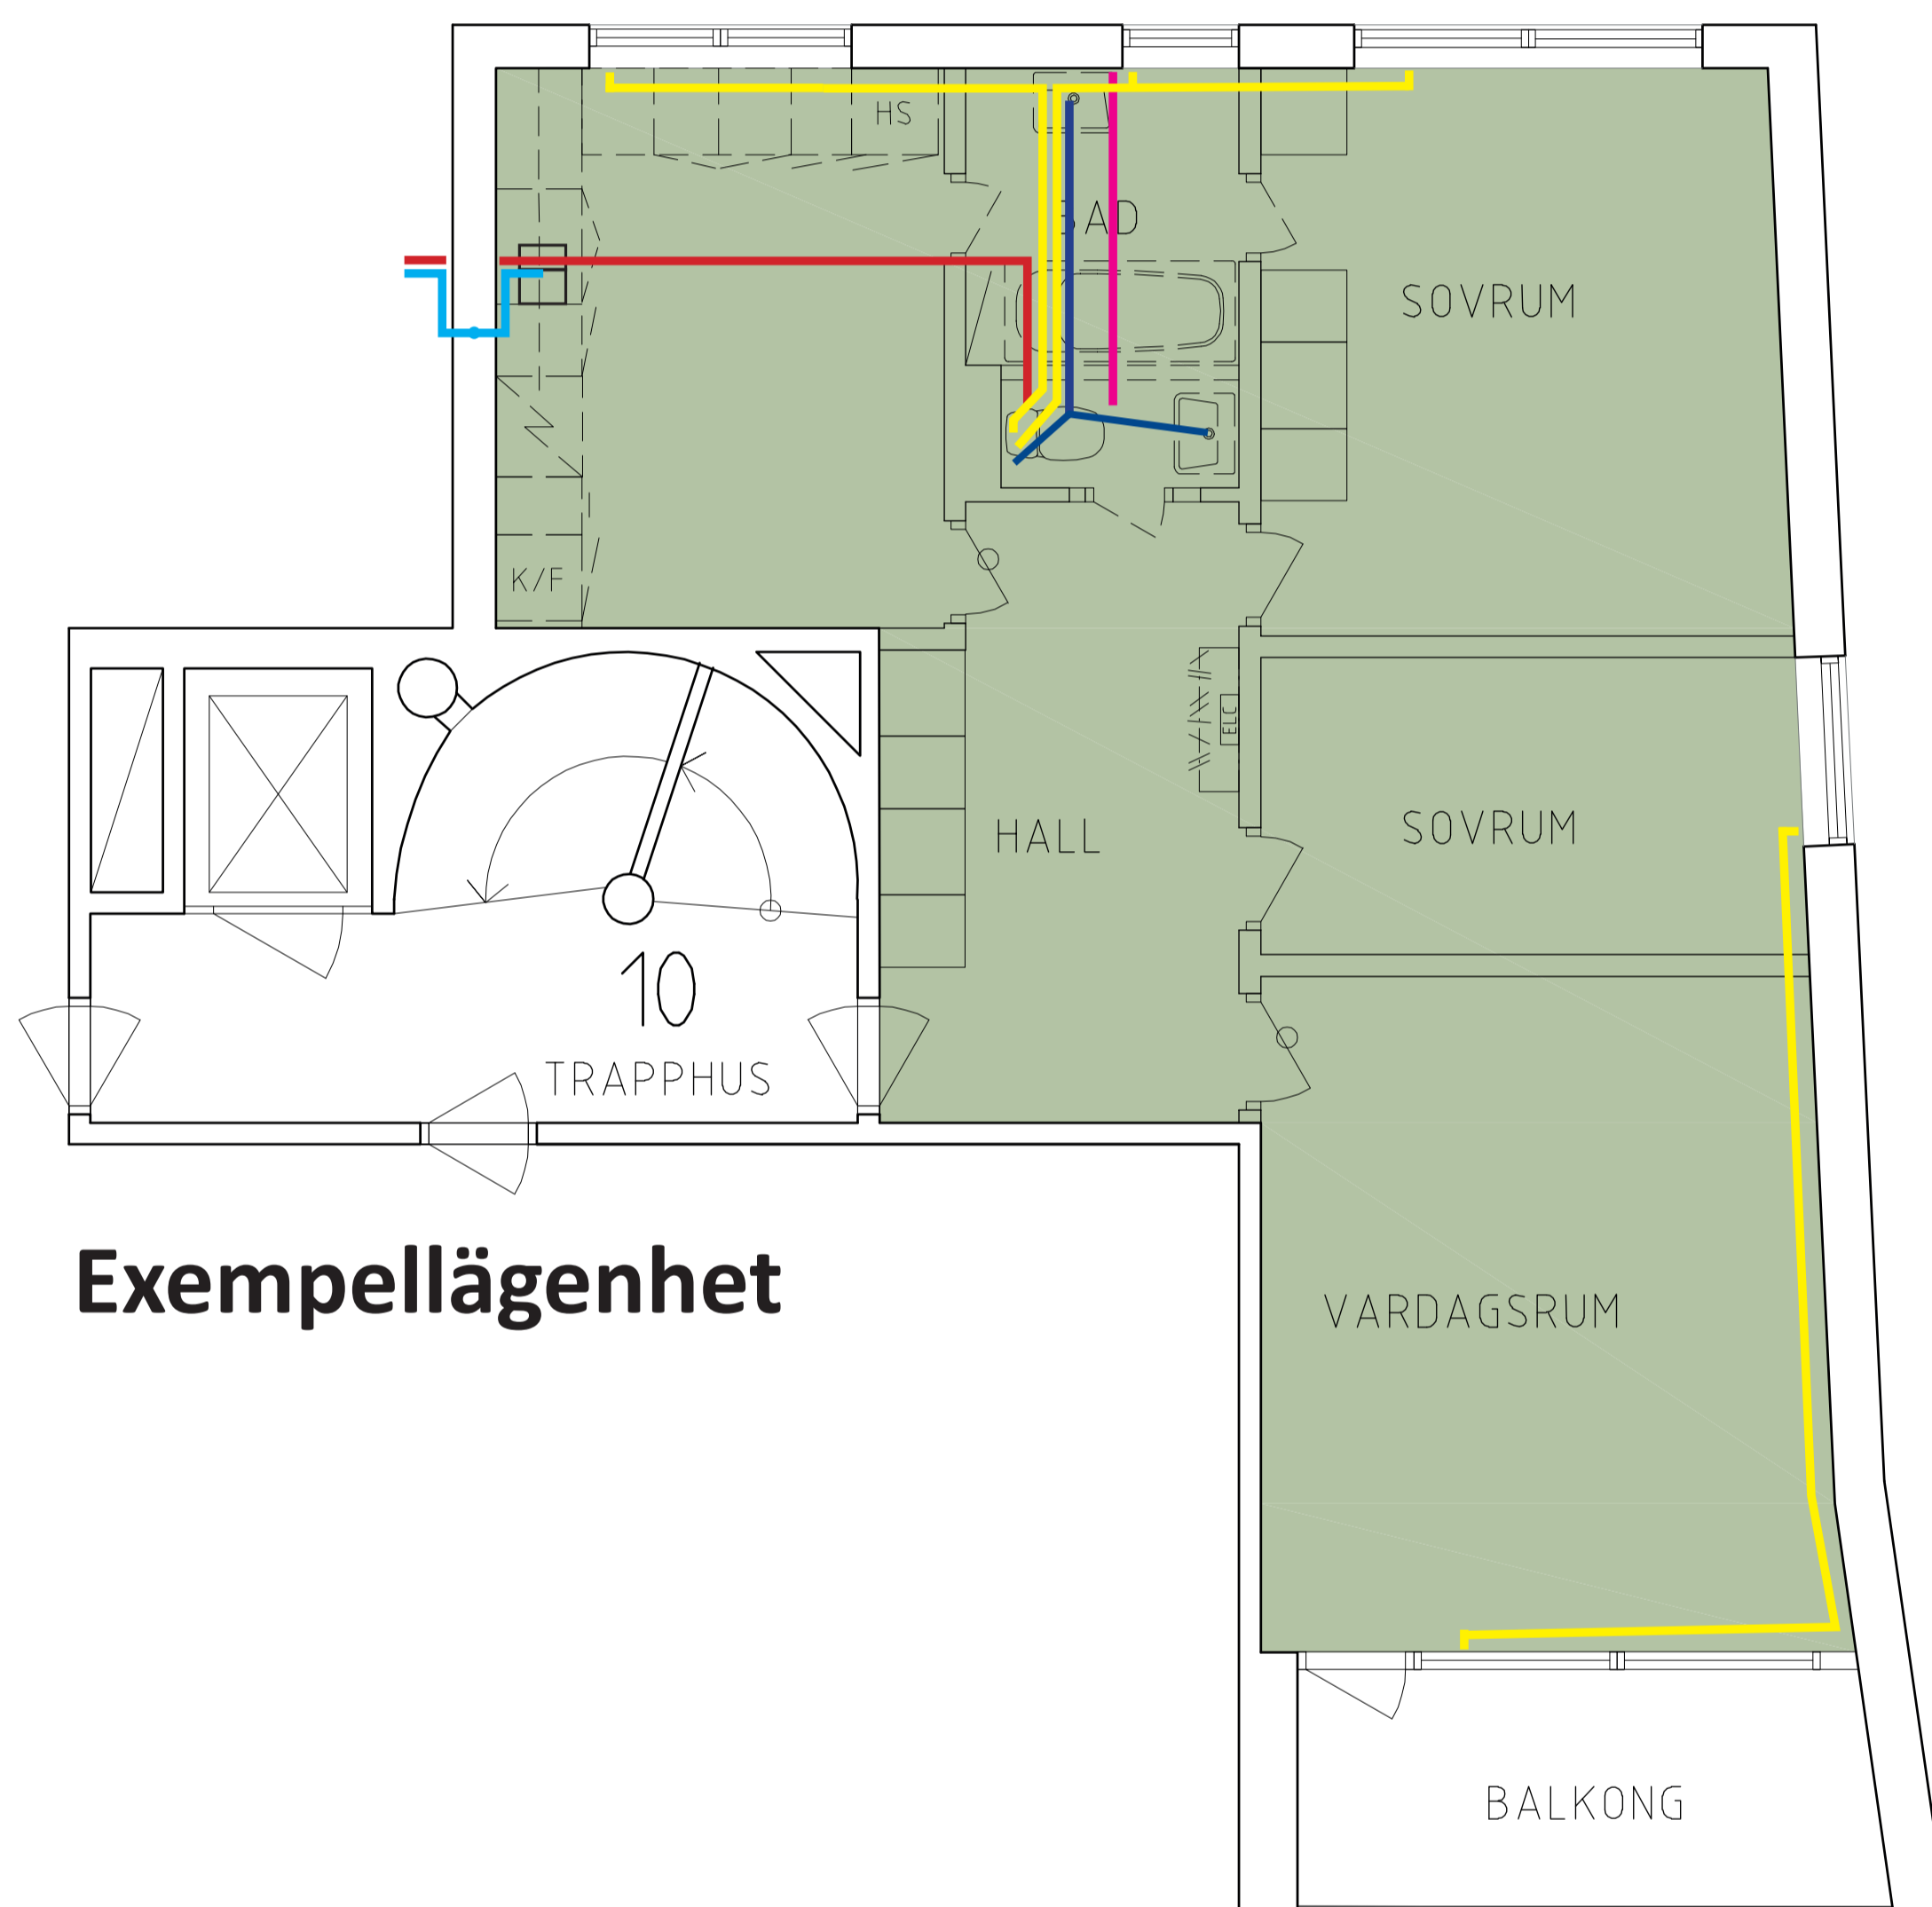 HS
BAD
SOVRUM
K/F
ELC
HALL
SOVRUM
10
TRAPPHUS
Exempellägenhet
VARDAGSRUM
BALKONG